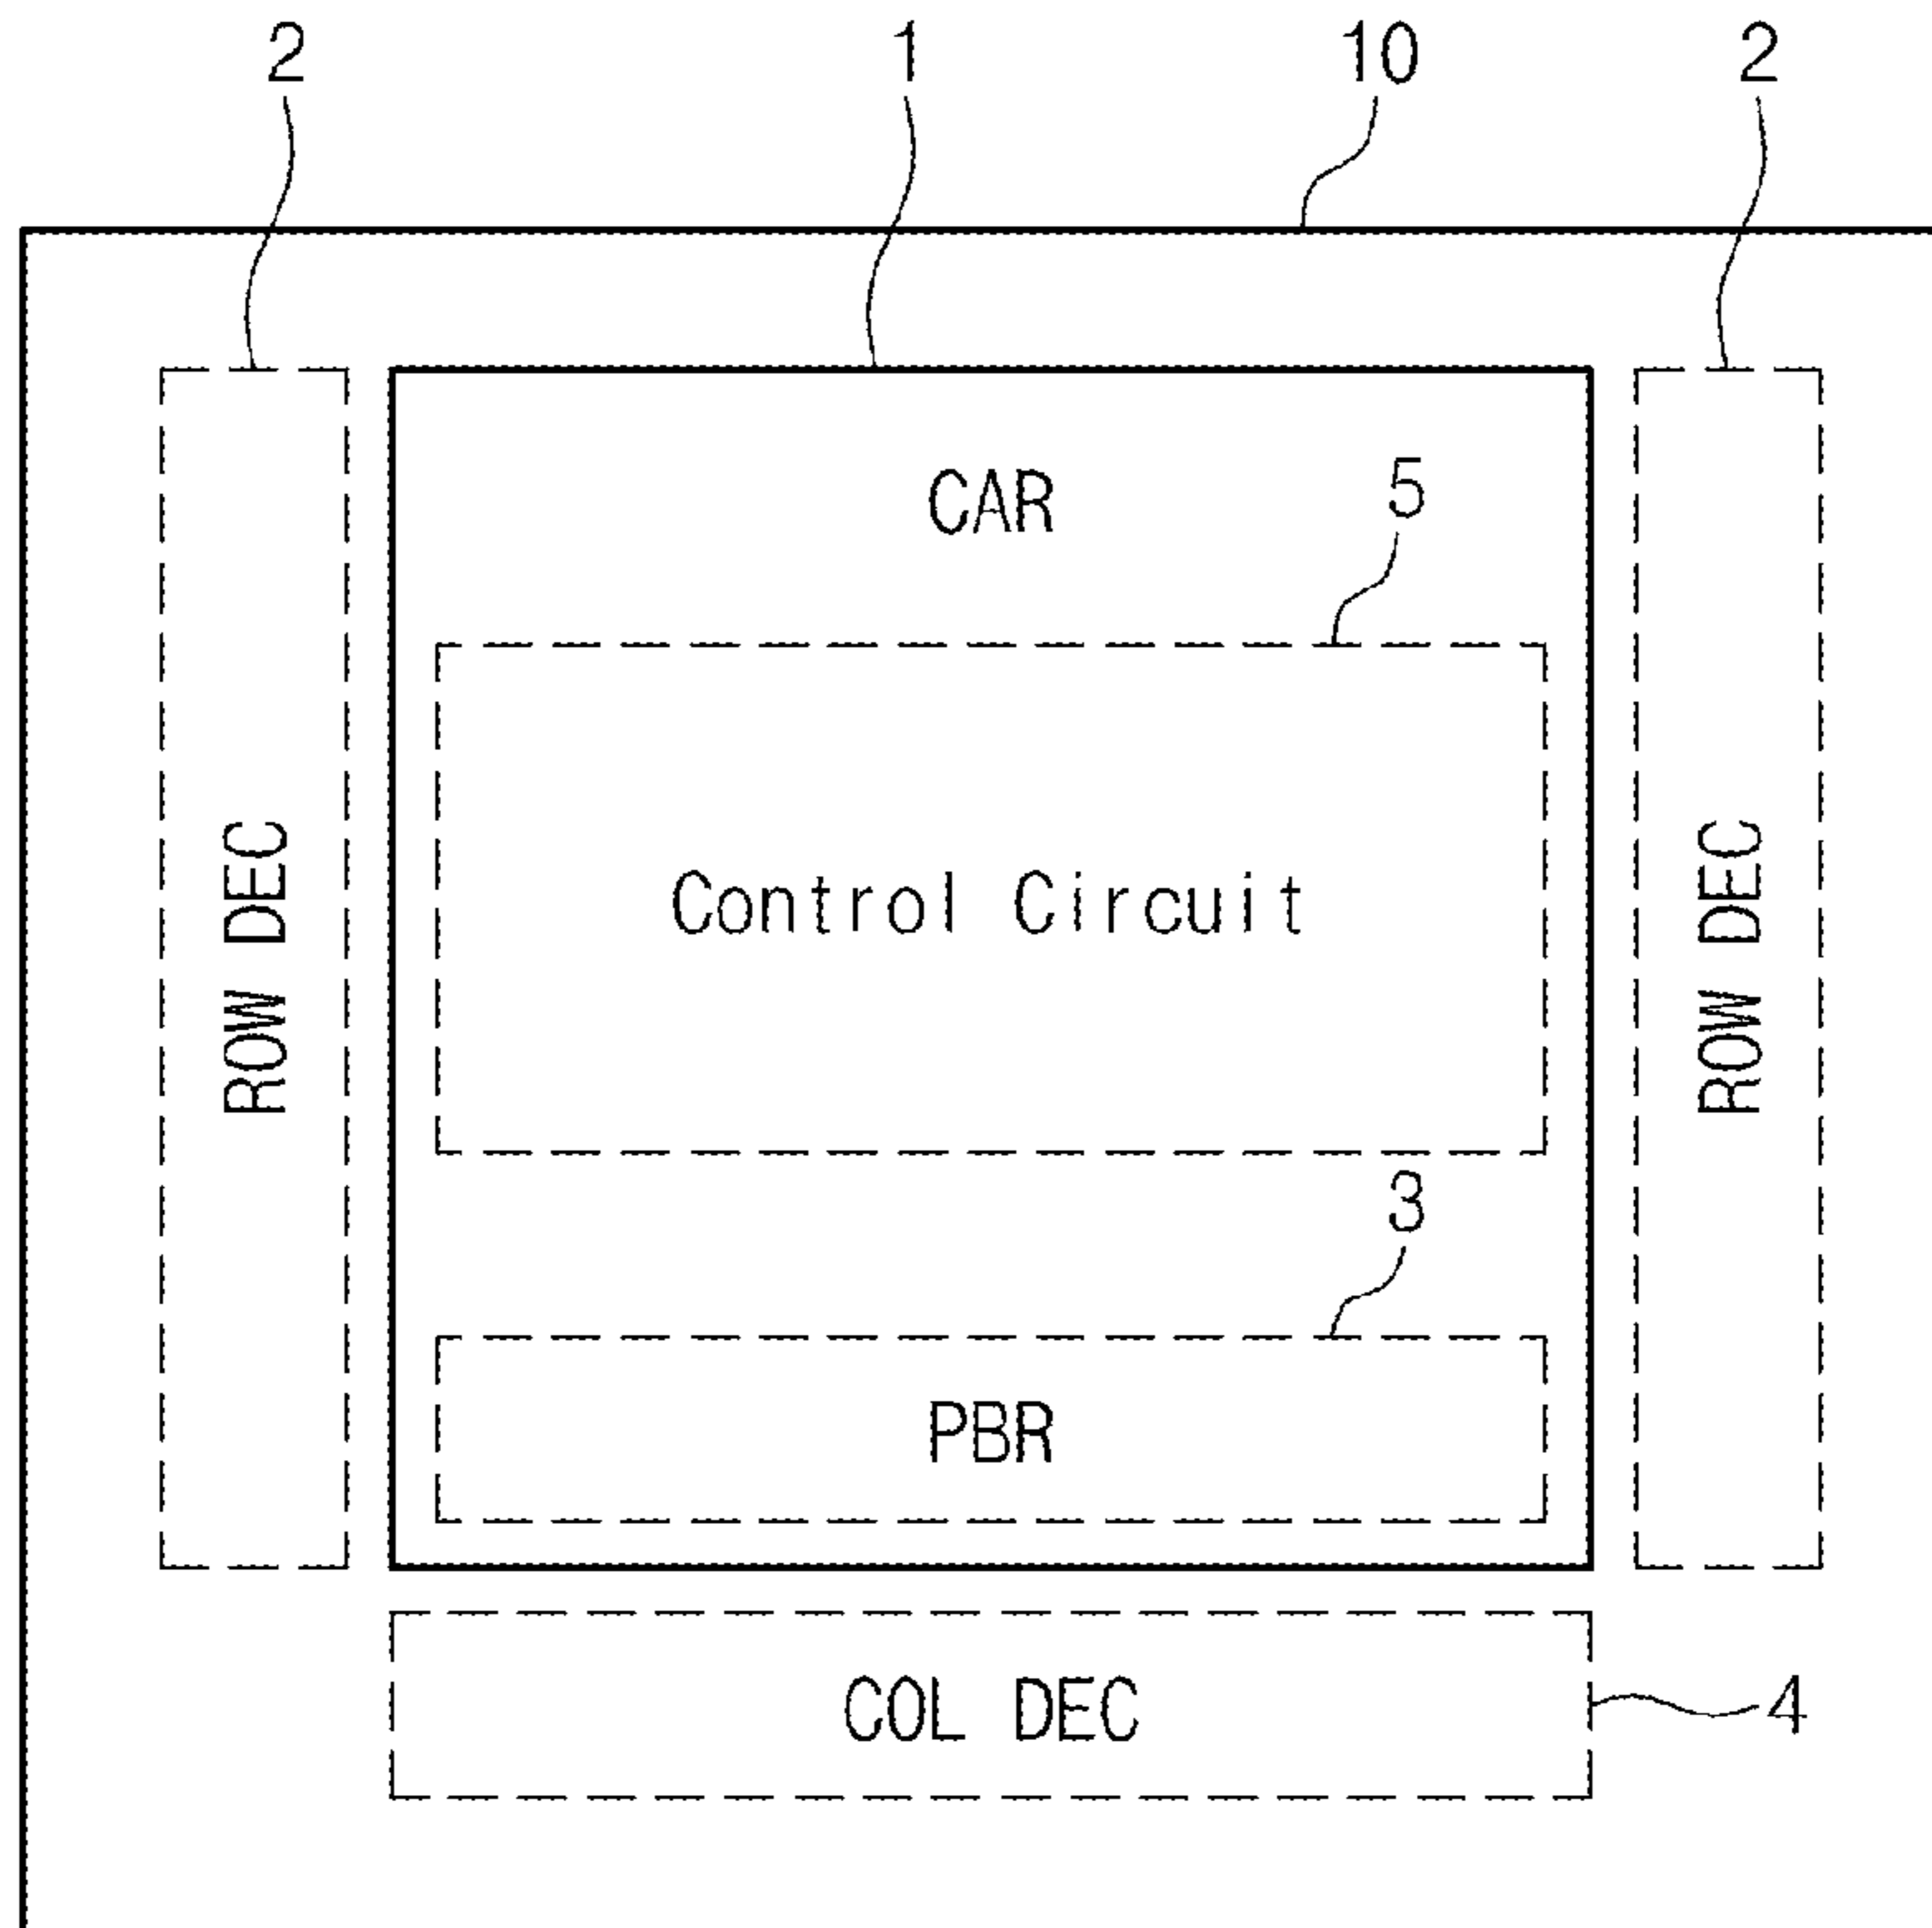 2 1 10 2
CAR
5
Control Circuit
ROW DEC
ROW DEC
3
PBR
COL DEC
4